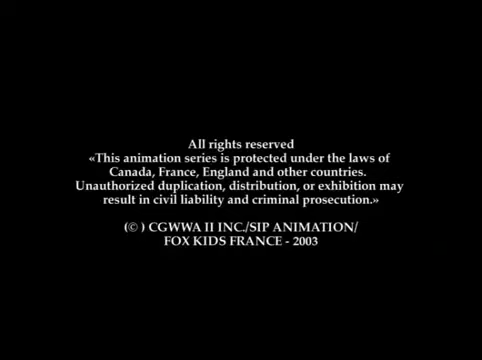 All rights reserved
«This animation series is protected under the laws of
Canada, France, England and other countries.
Unauthorized duplication, distribution, or exhibition may
result in civil liability and criminal prosecution.»
(© ) CGWWA II INC./SIP ANIMATION/
FOX KIDS FRANCE - 2003